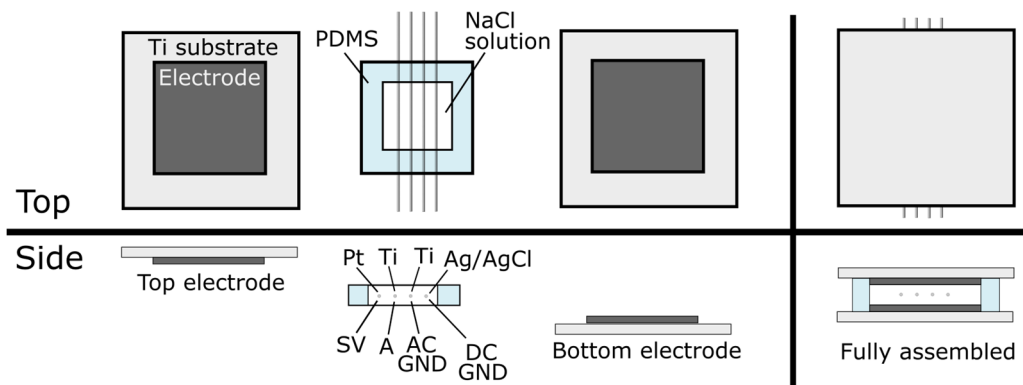 Ti substrate
Electrode
PDMS
NaCl
solution
Top
Side
Top electrode
Pt Ti Ti Ag/AgCl
SV A AC
GND
DC
GND
Bottom electrode
Fully assembled